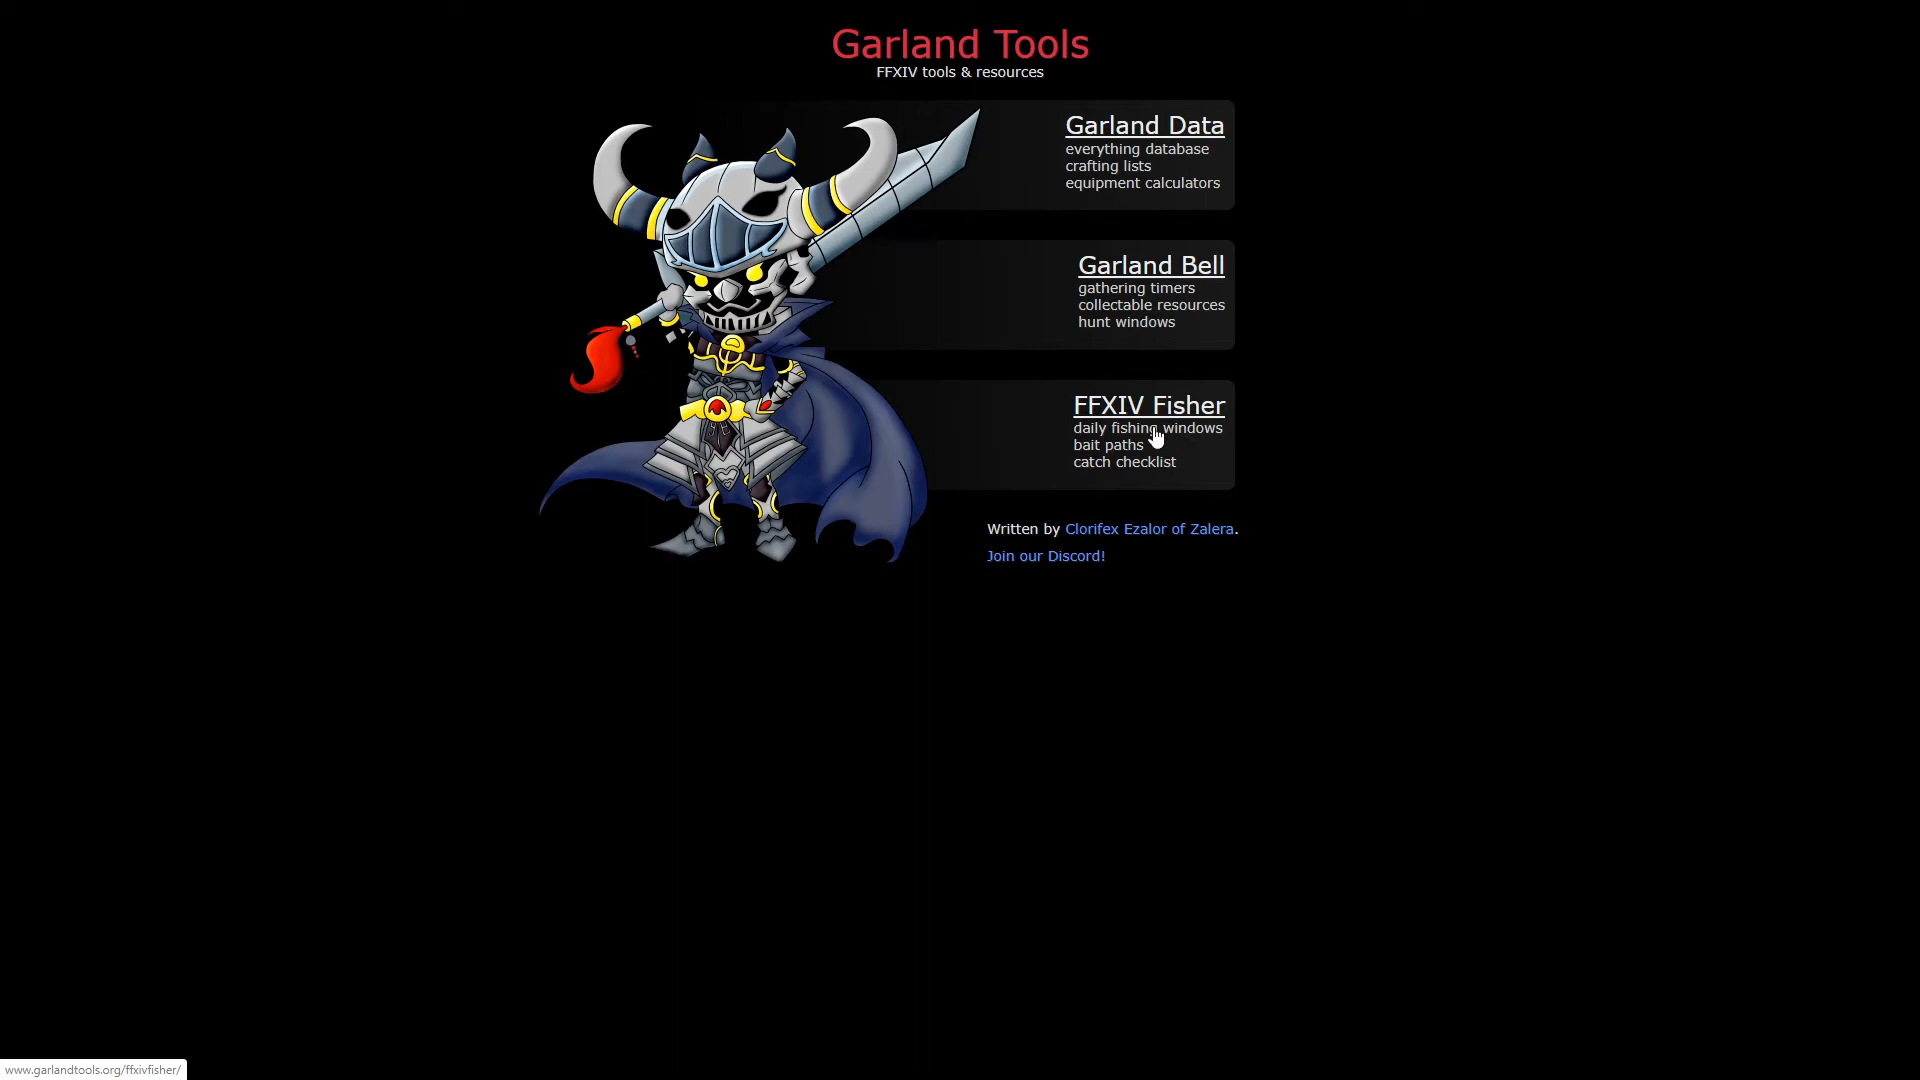 Garland Tools
FFXIV tools & resources
Garland Data
everything database
crafting lists
equipment calculators
Garland Bell
gathering timers
collectable resources
hunt windows
FFXIV Fisher
daily fishing windows
bait paths
catch checklist
Written by Clorifex Ezalor of Zalera.
Join our Discord!
www.garlandtools.org/ffxivfisher/